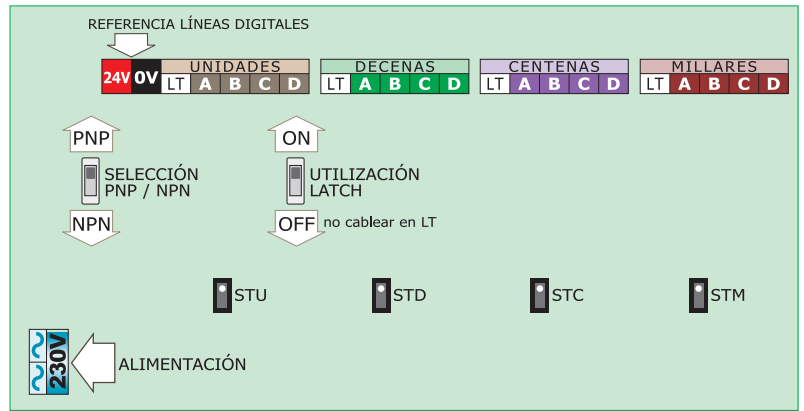 REFERENCIA LÍNEAS DIGITALES
UNIDADES DECENAS CENTENAS MILLARES
24V 0V LT A B C D LT A B C D LT A B C D LT A B C D
PNP ON
SELECCIÓN UTILIZACIÓN
PNP / NPN LATCH
NPN OFF no cablear en LT
STU STD STC STM
230V ALIMENTACIÓN